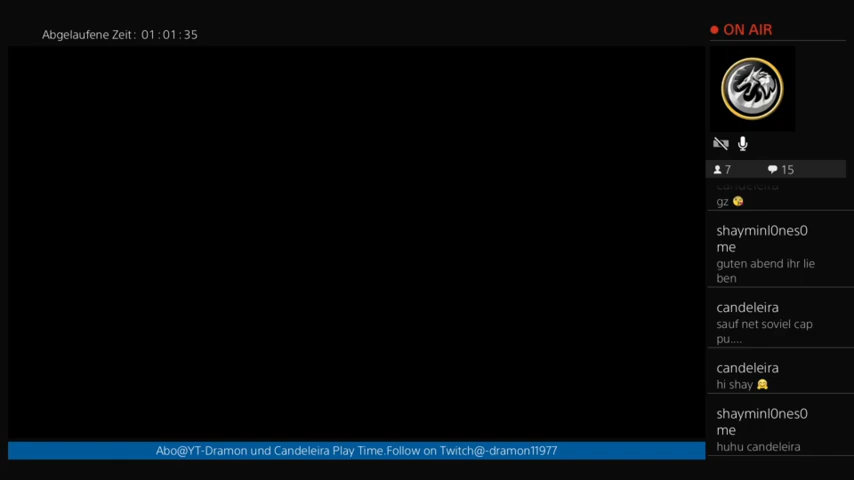 Abgelaufene Zeit: 01:01:35
ON AIR
7 15
candeleira
gz
shayminl0nes0
me
guten abend ihr lie
ben
candeleira
sauf net soviel cap
pu....
candeleira
hi shay
shayminl0nes0
me
huhu candeleira
Abo@YT-Dramon und Candeleira Play Time.Follow on Twitch@-dramon11977